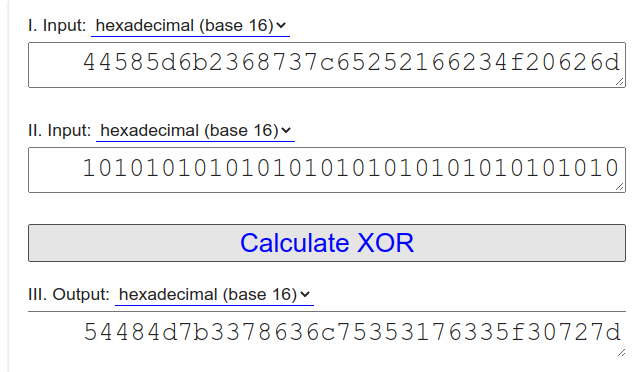 I. Input: hexadecimal (base 16)
44585d6b2368737c65252166234f20626d
II. Input: hexadecimal (base 16)
1010101010101010101010101010101010
Calculate XOR
III. Output: hexadecimal (base 16)
54484d7b3378636c75353176335f30727d